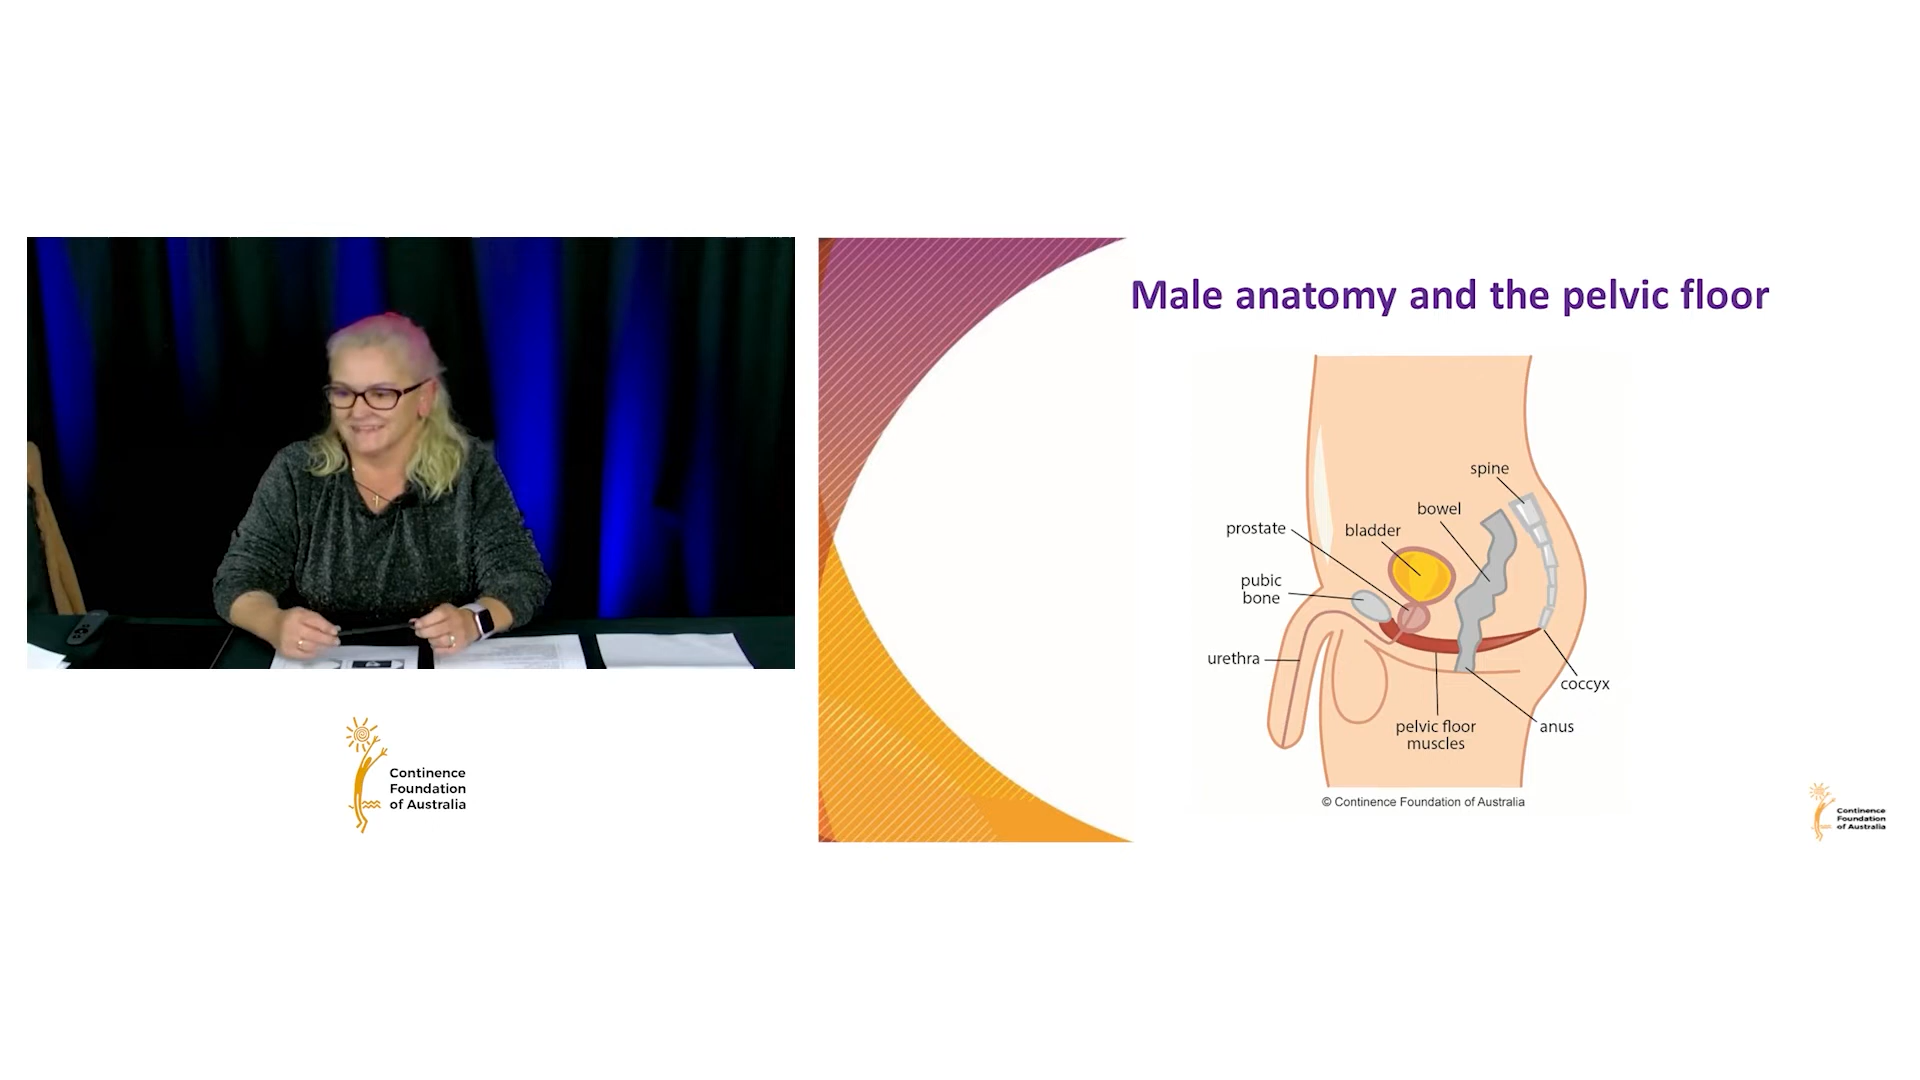 Continence
Foundation
of Australia
Male anatomy and the pelvic floor
spine
bowel
prostate
bladder
pubic
bone
urethra
coccyx
pelvic floor
muscles
anus
© Continence Foundation of Australia
Continence
Foundation
of Australia